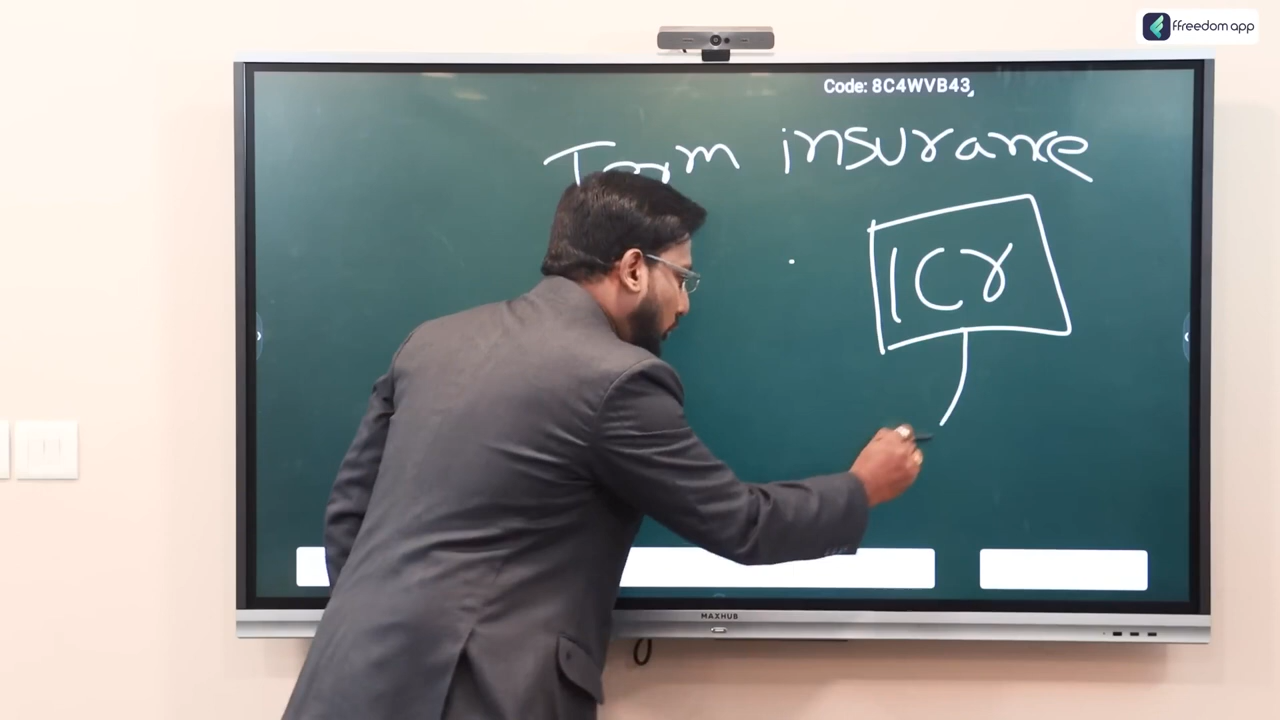 ffreedom app
Code: 8C4WVB43
Term insurance
1Cr
MAXHUB